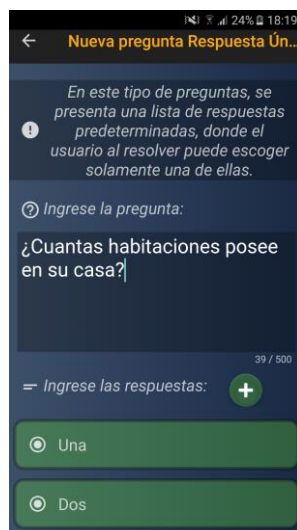 24% 18:19
Nueva pregunta Respuesta Ún...
En este tipo de preguntas, se
presenta una lista de respuestas
predeterminadas, donde el
usuario al resolver puede escoger
solamente una de ellas.
Ingrese la pregunta:
¿Cuantas habitaciones posee
en su casa?
39 / 500
Ingrese las respuestas:
Una
Dos